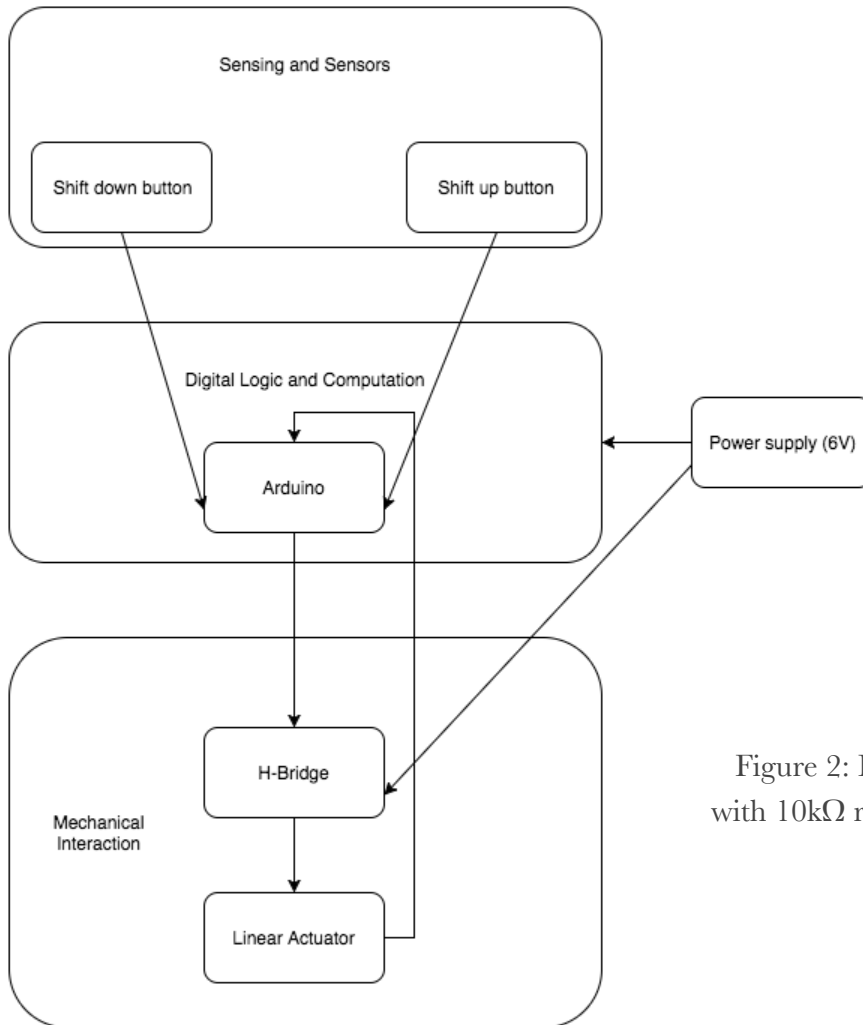 Sensing and Sensors
Shift down button
Shift up button
Digital Logic and Computation
Arduino
Power supply (6V)
H-Bridge
Mechanical
Interaction
Linear Actuator
Figure 2:
with 10kΩ